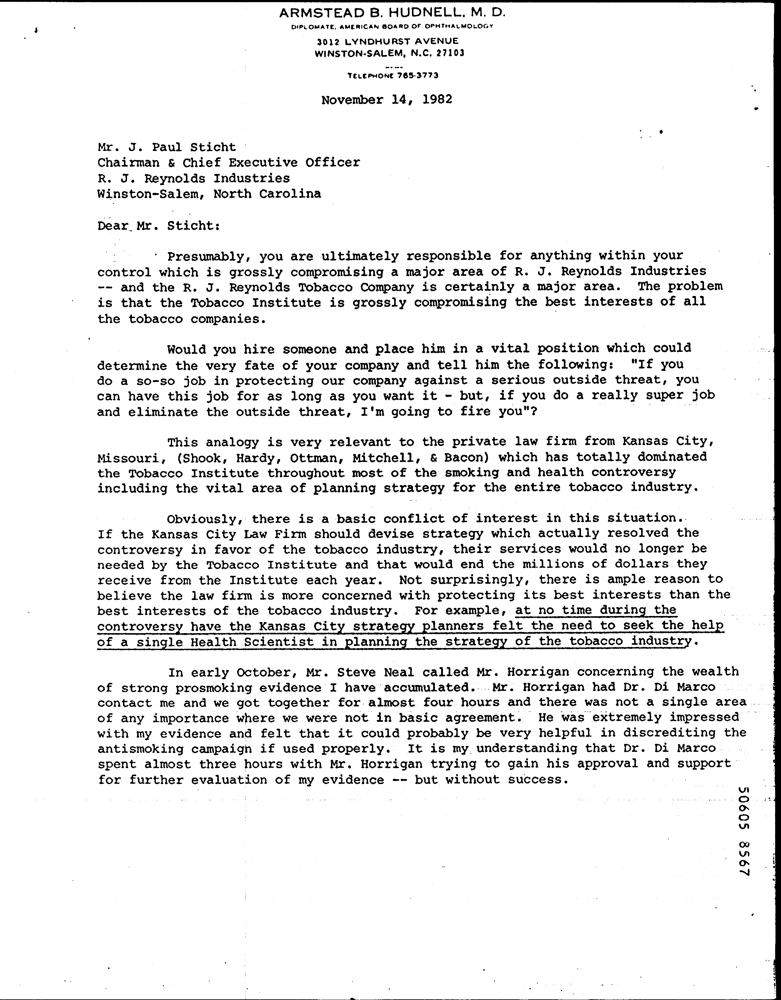 ARMSTEAD B. HUDNELL, M. D.
DIPLOMATE, AMERICAN BOARD OF OPHTHALMOLOGY
3012 LYNDHURST AVENUE
WINSTON-SALEM, N.C. 27103
TELEPHONE 765-3773
November 14, 1982
Mr. J. Paul Sticht
Chairman & Chief Executive Officer
R. J. Reynolds Industries
Winston-Salem, North Carolina
Dear Mr. Sticht:
Presumably, you are ultimately responsible for anything within your
control which is grossly compromising a major area of R. J. Reynolds Industries
-- and the R. J. Reynolds Tobacco Company is certainly a major area. The problem
is that the Tobacco Institute is grossly compromising the best interests of all
the tobacco companies.
Would you hire someone and place him in a vital position which could
determine the very fate of your company and tell him the following: "If you
do a so-so job in protecting our company against a serious outside threat, you
can have this job for as long as you want it - but, if you do a really super job
and eliminate the outside threat, I'm going to fire you"?
This analogy is very relevant to the private law firm from Kansas City,
Missouri, (Shook, Hardy, Ottman, Mitchell, & Bacon) which has totally dominated
the Tobacco Institute throughout most of the smoking and health controversy
including the vital area of planning strategy for the entire tobacco industry.
Obviously, there is a basic conflict of interest in this situation.
If the Kansas City Law Firm should devise strategy which actually resolved the
controversy in favor of the tobacco industry, their services would no longer be
needed by the Tobacco Institute and that would end the millions of dollars they
receive from the Institute each year. Not surprisingly, there is ample reason to
believe the law firm is more concerned with protecting its best interests than the
best interests of the tobacco industry. For example, at no time during the
controversy have the Kansas City strategy planners felt the need to seek the help
of a single Health Scientist in planning the strategy of the tobacco industry.
In early October, Mr. Steve Neal called Mr. Horrigan concerning the wealth
of strong prosmoking evidence I have accumulated. Mr. Horrigan had Dr. Di Marco
contact me and we got together for almost four hours and there was not a single area
of any importance where we were not in basic agreement. He was extremely impressed
with my evidence and felt that it could probably be very helpful in discrediting the
antismoking campaign if used properly. It is my understanding that Dr. Di Marco
spent almost three hours with Mr. Horrigan trying to gain his approval and support
for further evaluation of my evidence -- but without success.
50605 8567